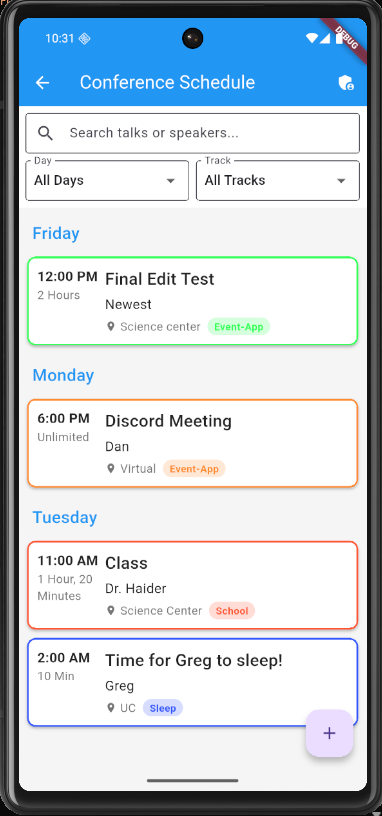 10:31
DEBUG
Conference Schedule
Search talks or speakers...
Day
Track
All Days
All Tracks
Friday
12:00 PM Final Edit Test
2 Hours
Newest
Science center Event-App
Monday
6:00 PM Discord Meeting
Unlimited
Dan
Virtual Event-App
Tuesday
11:00 AM Class
1 Hour, 20
Minutes
Dr. Haider
Science Center School
2:00 AM Time for Greg to sleep!
10 Min
Greg
UC Sleep
+